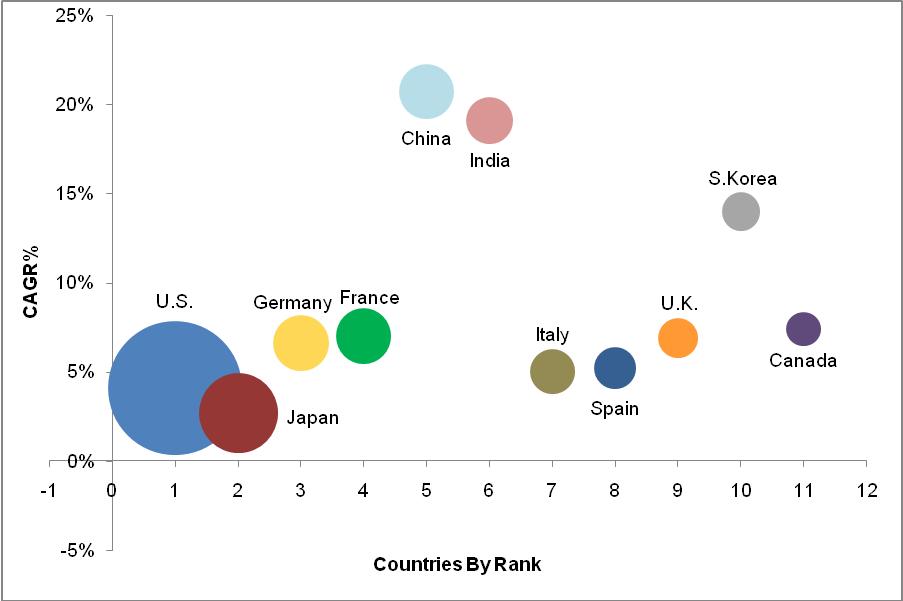 25%
20%
15%
10%
5%
0%
-5%
CAGR%
China
India
S.Korea
U.S.
Germany
France
U.K.
Italy
Japan
Spain
Canada
-1 0 1 2 3 4 5 6 7 8 9 10 11 12
Countries By Rank